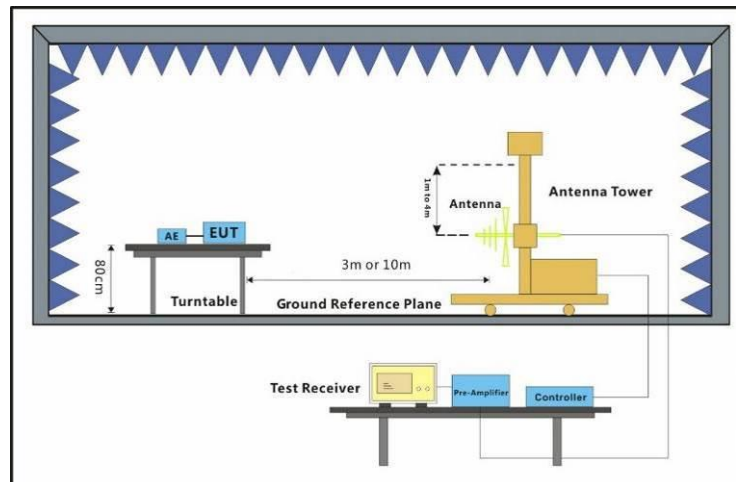 1m to 4m
Antenna
Antenna Tower
AE
EUT
80cm
3m or 10m
Turntable
Ground Reference Plane
Test Receiver
Pre-Amplifier
Controller